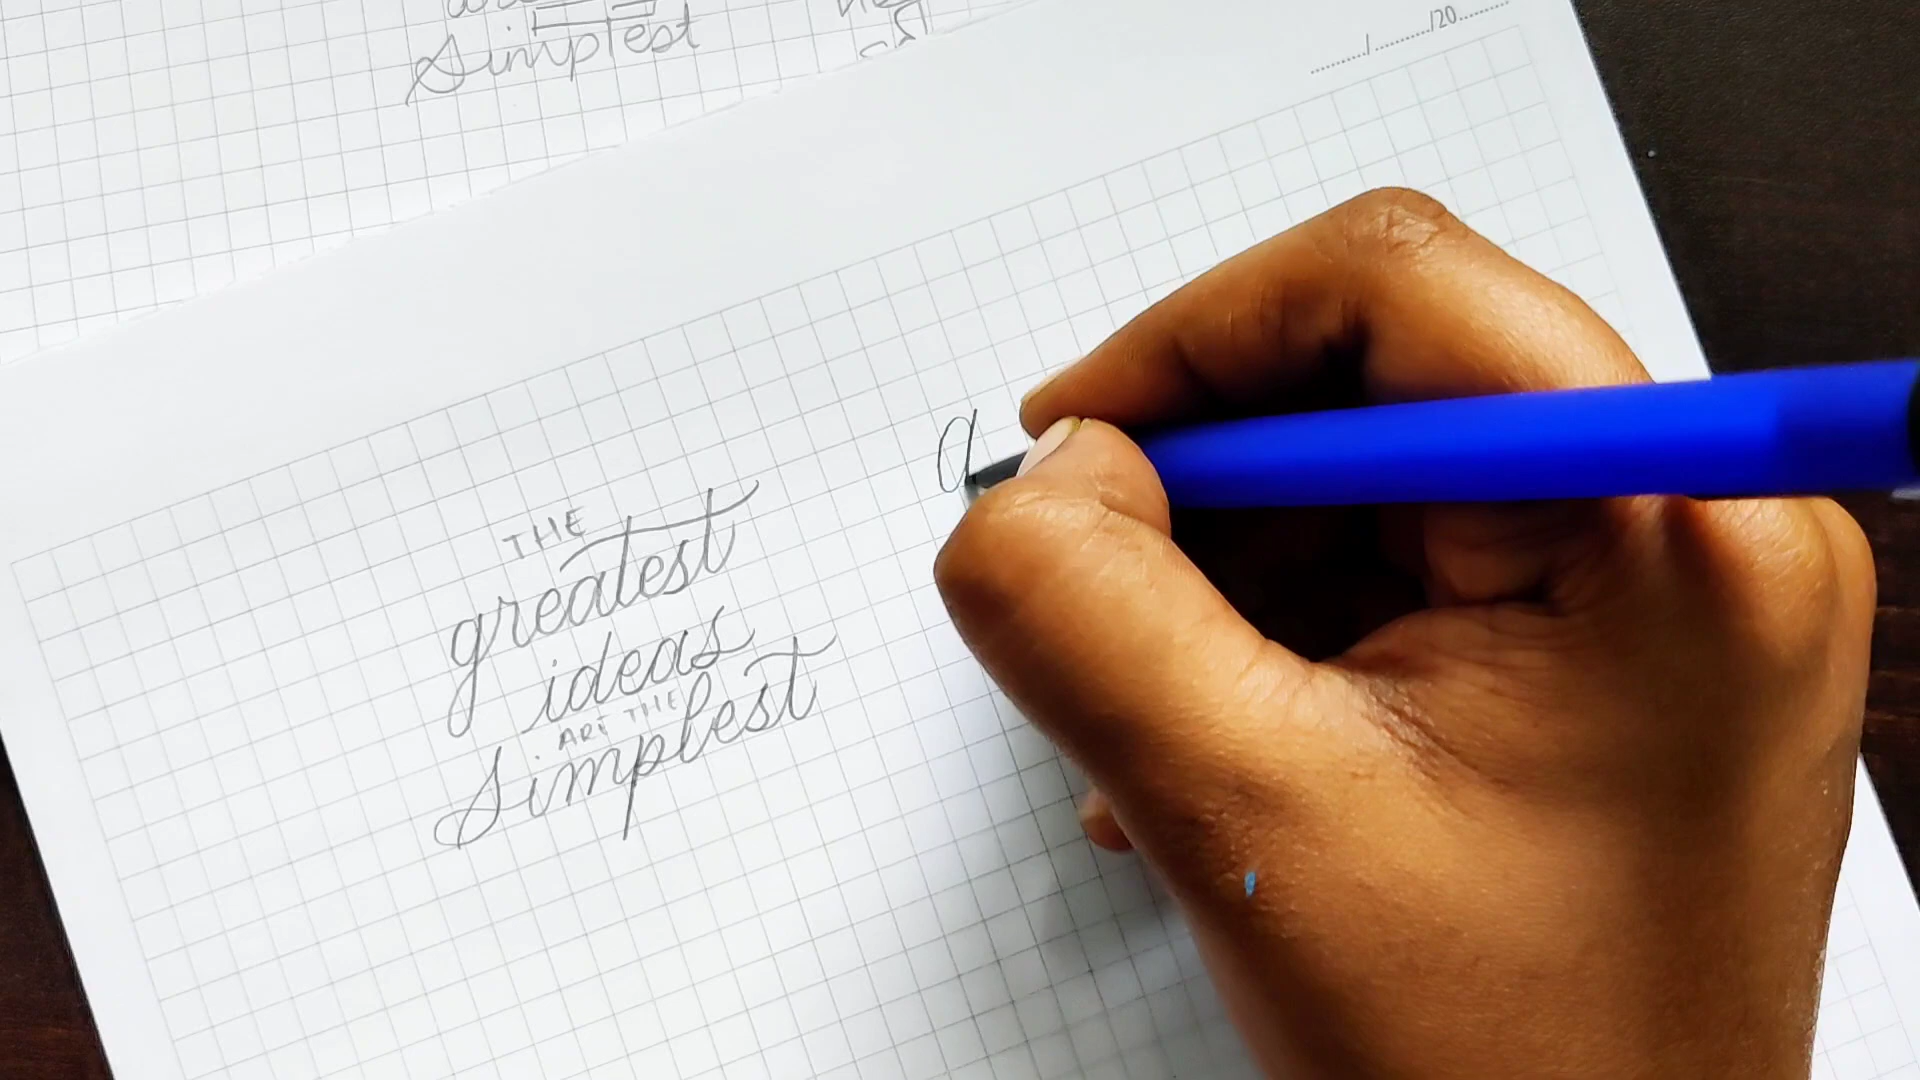 simplest
/ /20
a
THE
greatest
ideas
ARE THE
simplest